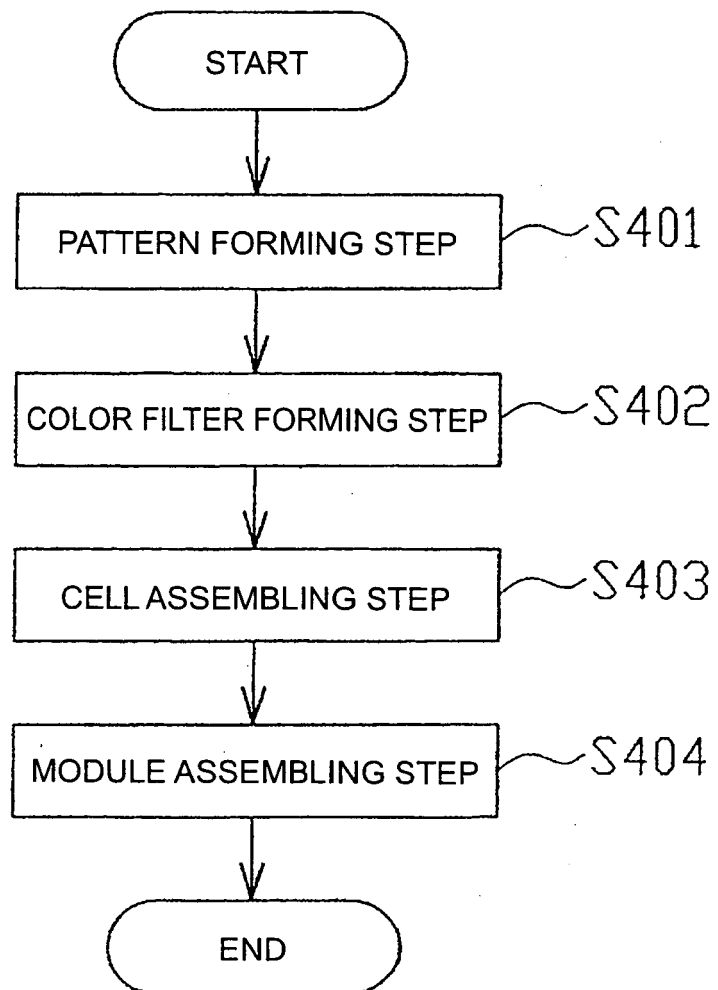 START
PATTERN FORMING STEP
S401
COLOR FILTER FORMING STEP
S402
CELL ASSEMBLING STEP
S403
MODULE ASSEMBLING STEP
S404
END